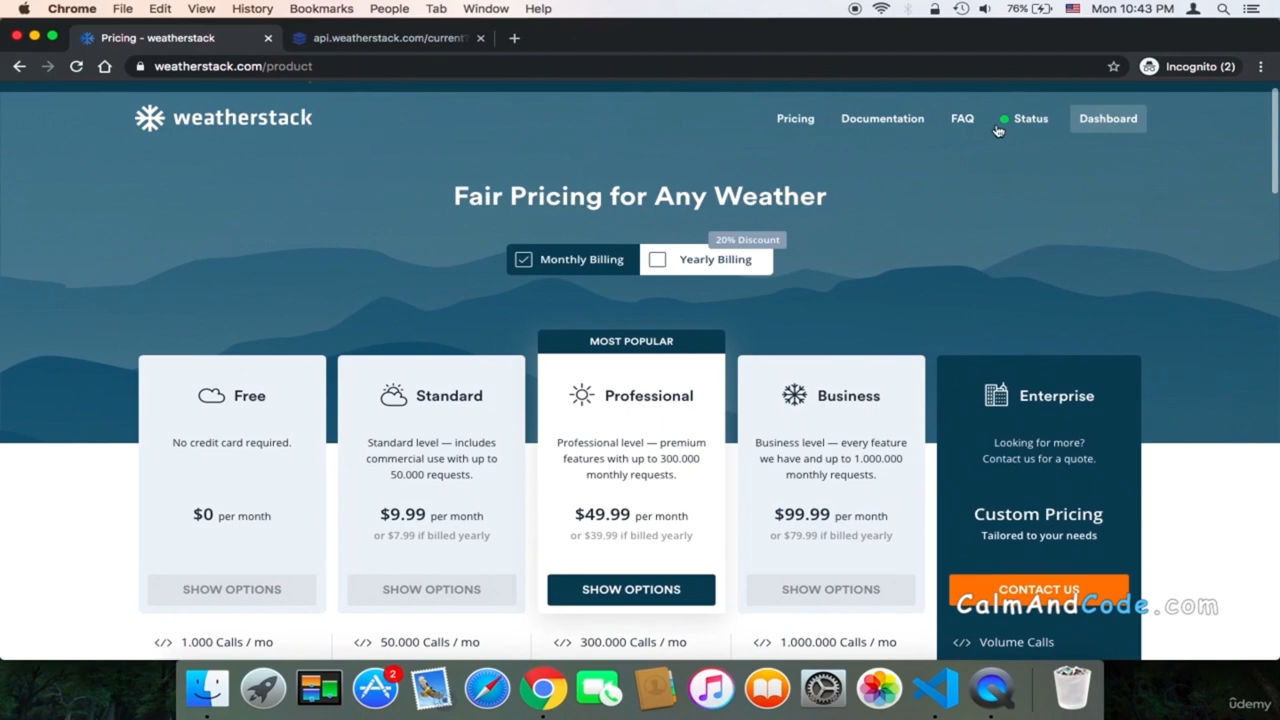 Chrome File Edit View History Bookmarks People Tab Window Help 76% Mon 10:43 PM
Pricing - weatherstack api.weatherstack.com/current?
weatherstack.com/product Incognito (2)
weatherstack Pricing Documentation FAQ Status Dashboard
Fair Pricing for Any Weather
20% Discount
Monthly Billing Yearly Billing
MOST POPULAR
Free Standard Professional Business Enterprise
No credit card required. Standard level — includes Professional level — premium Business level — every feature Looking for more?
commercial use with up to features with up to 300.000 we have and up to 1.000.000 Contact us for a quote.
50.000 requests. monthly requests. monthly requests.
$0 per month $9.99 per month $49.99 per month $99.99 per month Custom Pricing
or $7.99 if billed yearly or $39.99 if billed yearly or $79.99 if billed yearly Tailored to your needs
SHOW OPTIONS SHOW OPTIONS SHOW OPTIONS SHOW OPTIONS CONTACT US
CalmAndCode.com
</> 1.000 Calls / mo </> 50.000 Calls / mo </> 300.000 Calls / mo </> 1.000.000 Calls / mo </> Volume Calls
2
ûdemy